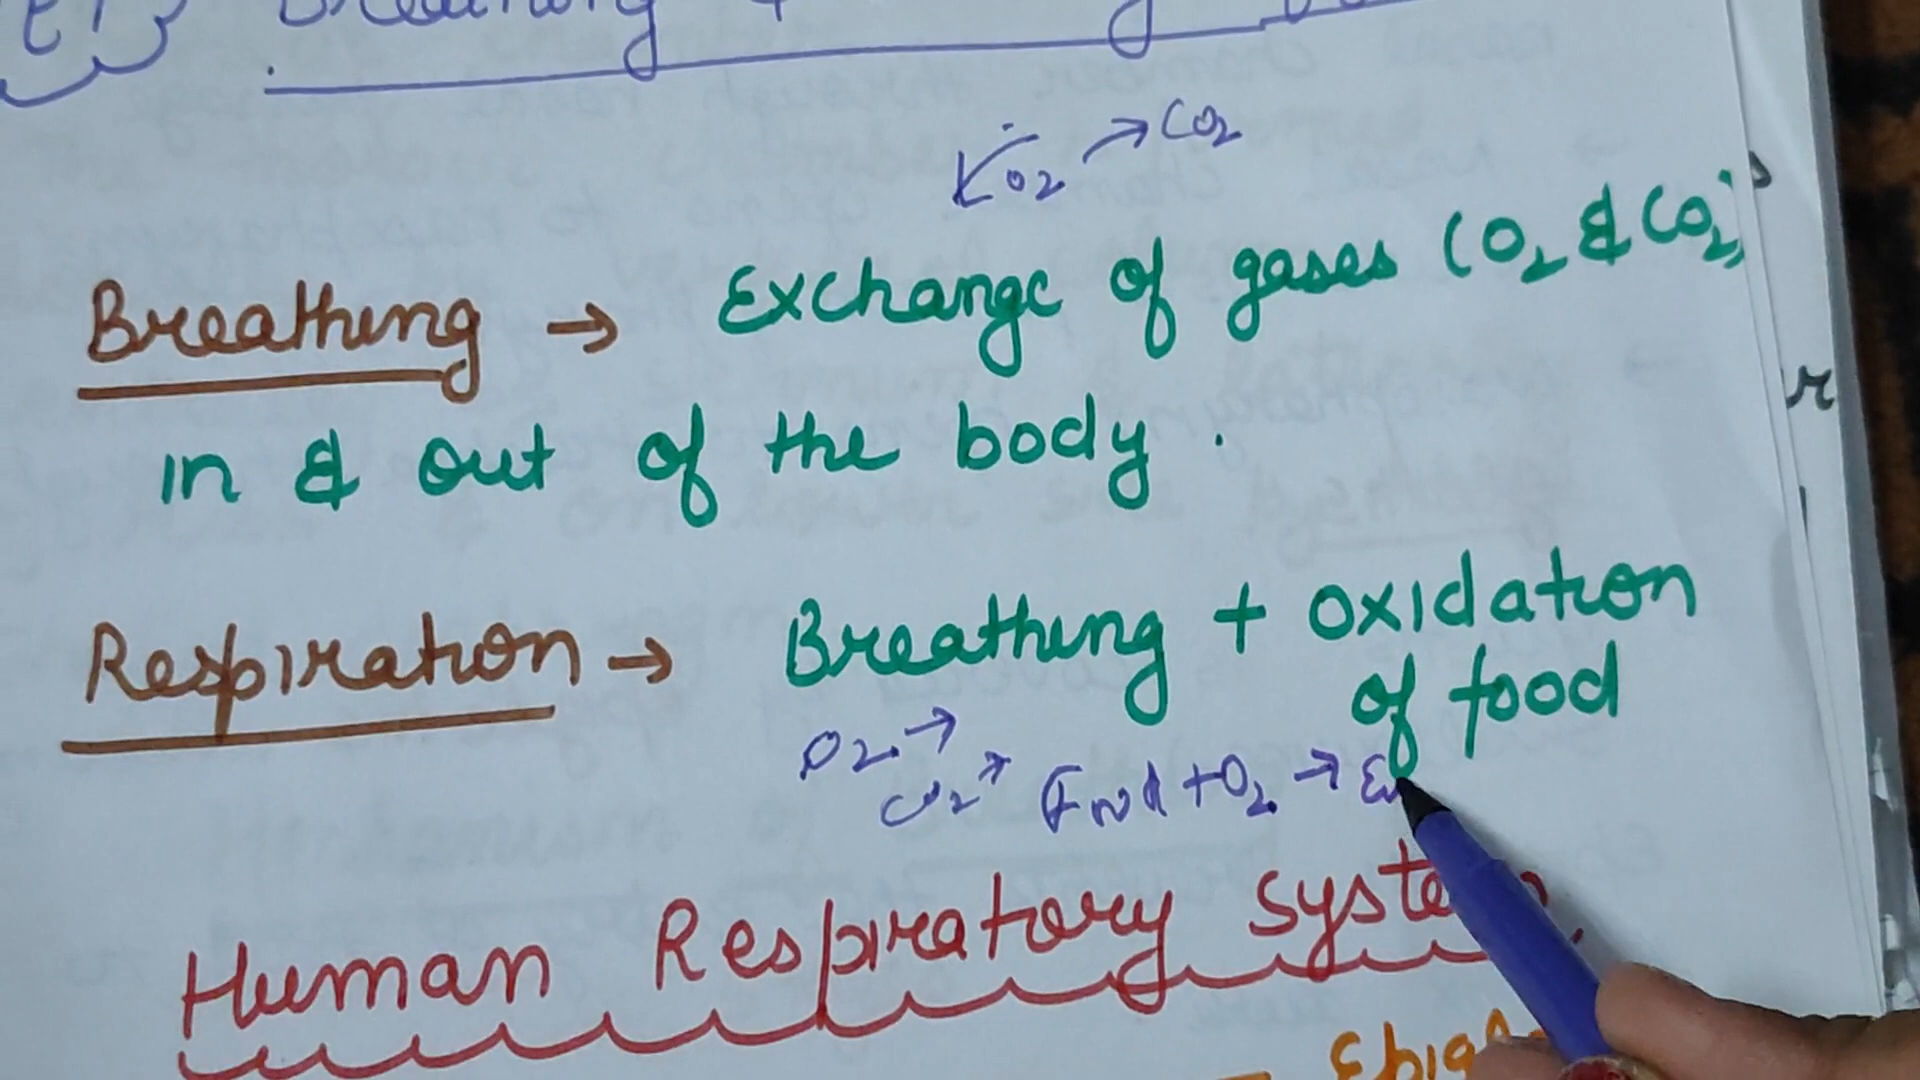 Breathing
O2 → CO2
Breathing → Exchange of gases (O2 & CO2)
in & out of the body.
Respiration → Breathing + oxidation
of food
O2 →
CO2 → Food + O2 →
Human Respiratory System